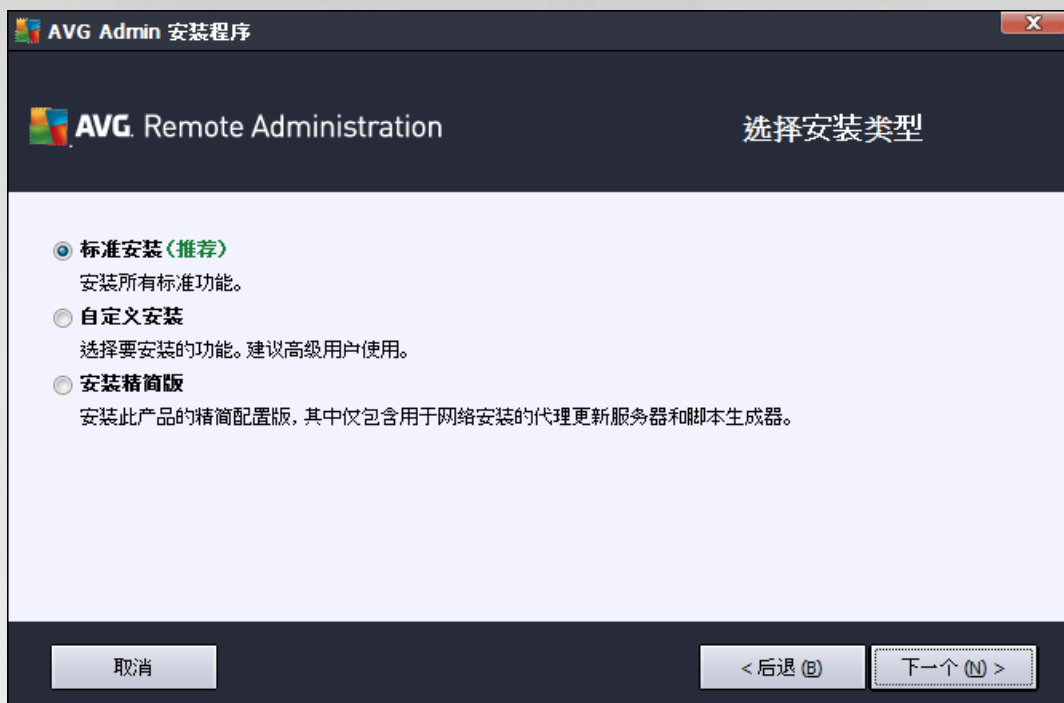 AVG Admin 安装程序
AVG. Remote Administration
选择安装类型
标准安装(推荐)
安装所有标准功能。
自定义安装
选择要安装的功能。建议高级用户使用。
安装精简版
安装此产品的精简配置版, 其中仅包含用于网络安装的代理更新服务器和脚本生成器。
取消
< 后退 (B)
下一个 (N) >